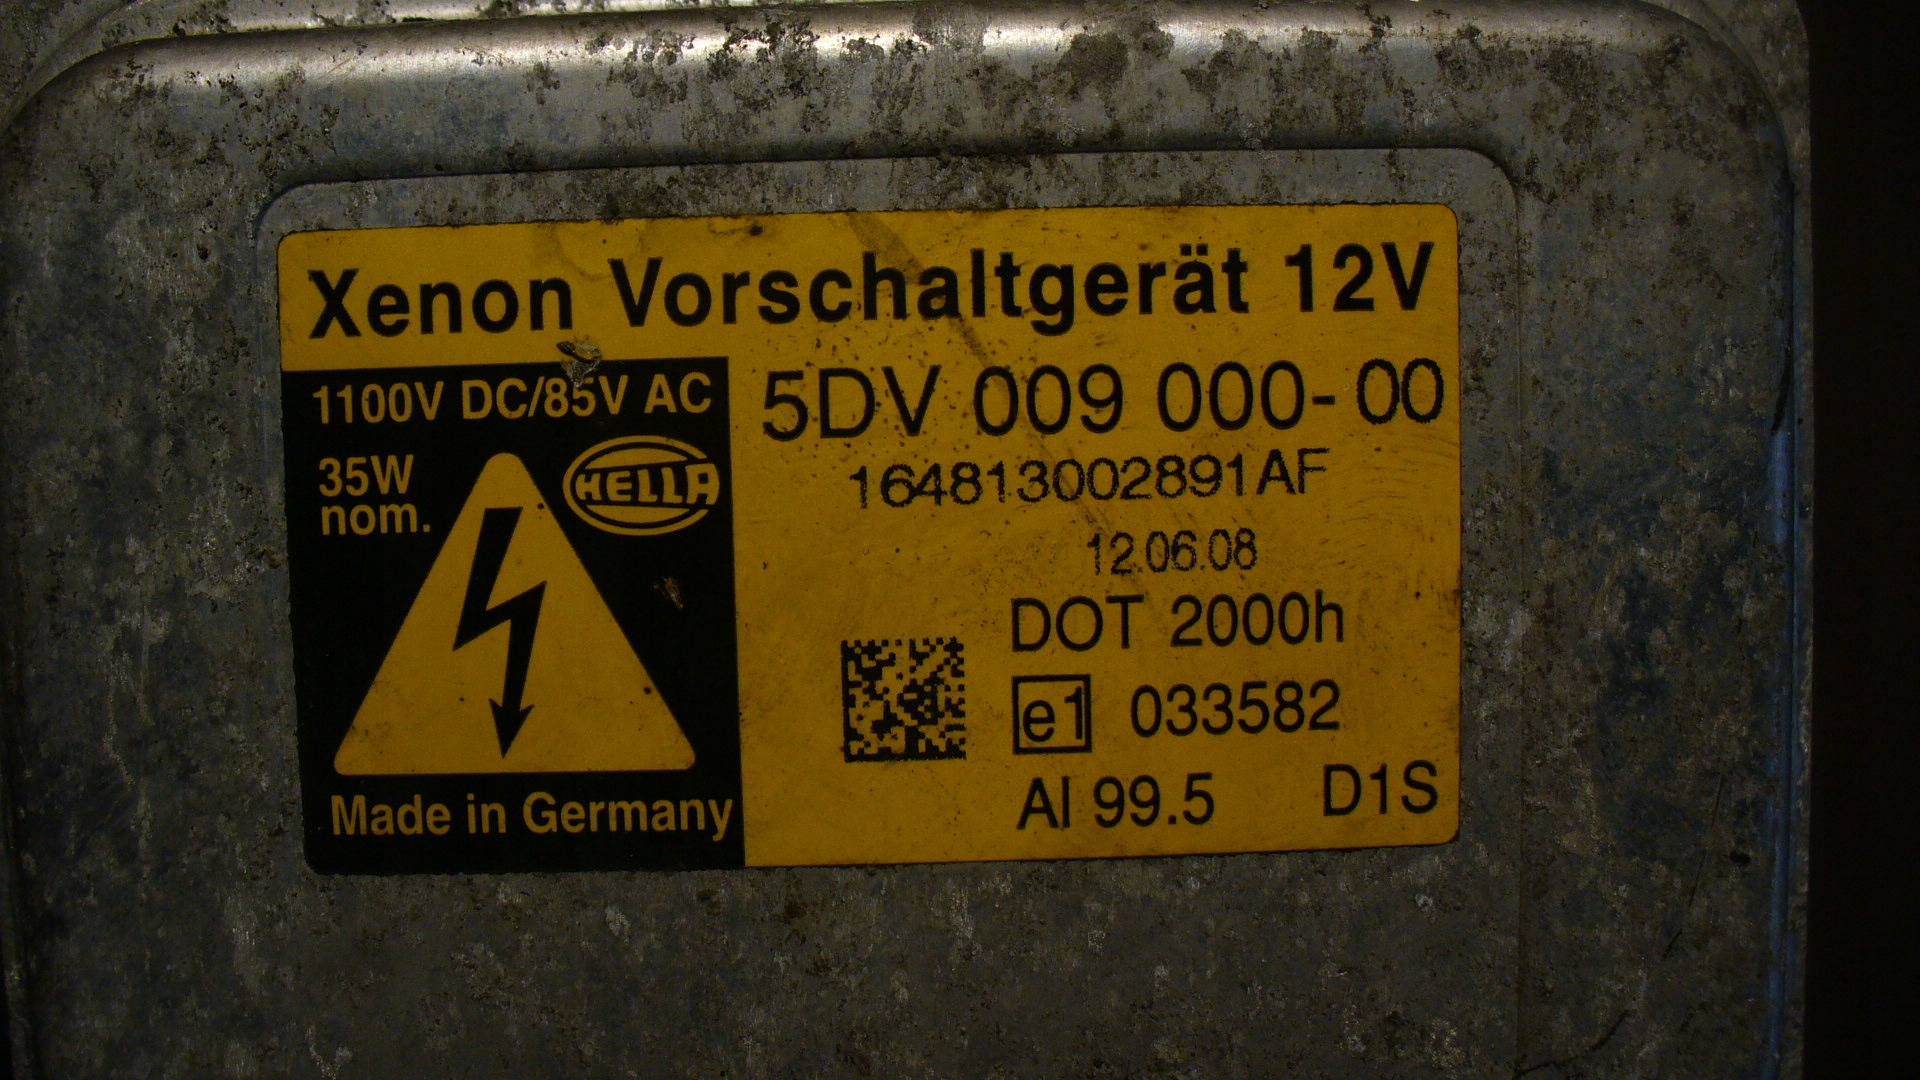 Xenon Vorschaltgerät 12V
1100V DC/85V AC
35W
nom.
HELLA
Made in Germany
5DV 009 000-00
164813002891AF
12.06.08
DOT 2000h
e1 033582
Al 99.5 D1S